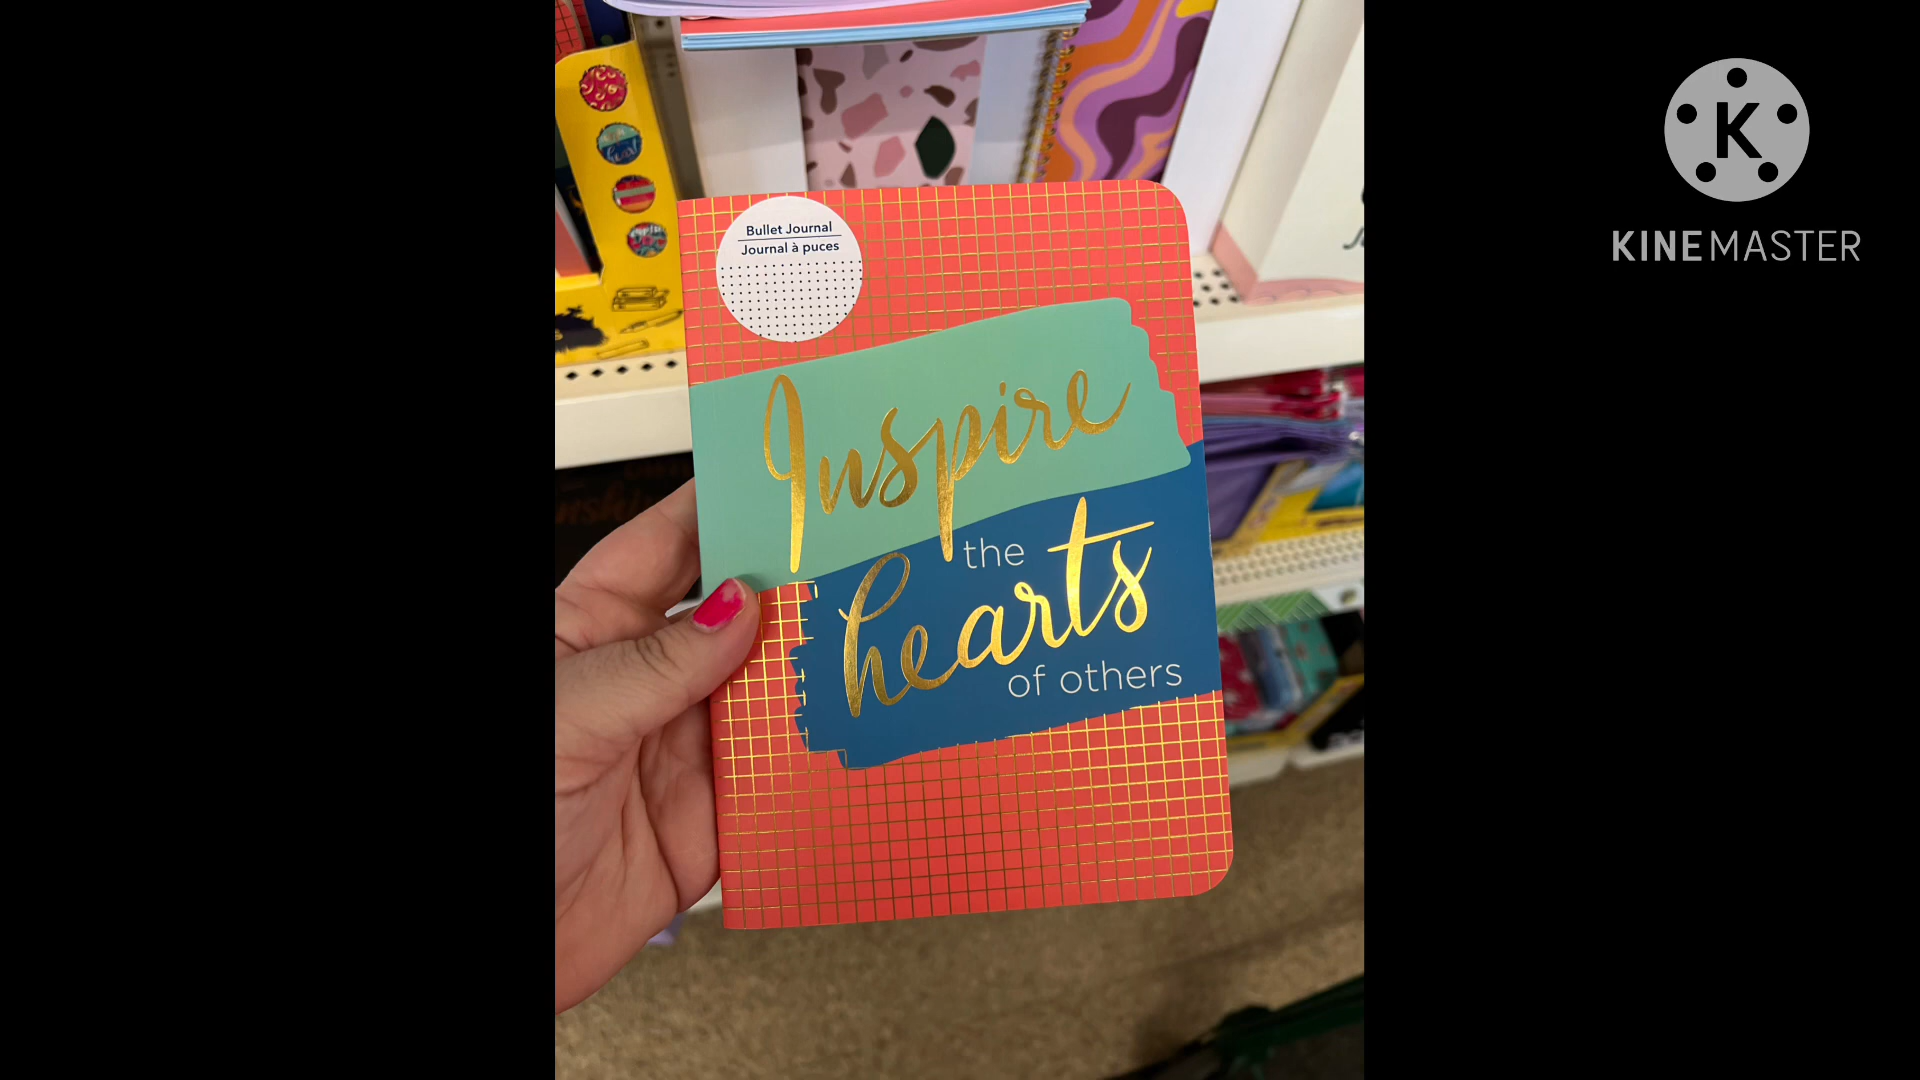 Bullet Journal
Journal à puces
Inspire
the
hearts
of others
K
KINEMASTER